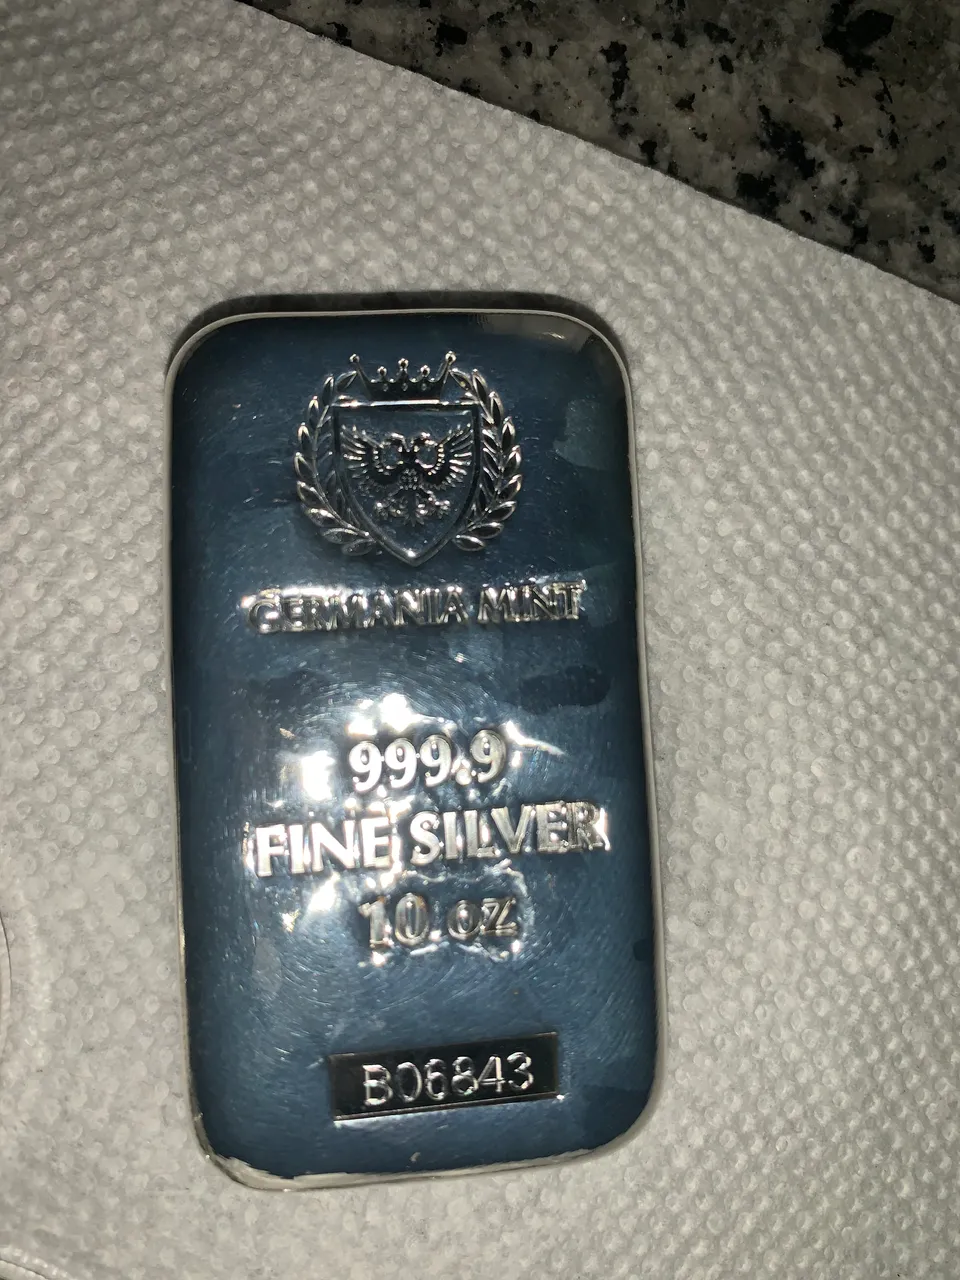 GERMANIA MINT
999.9
FINE SILVER
10 oz
B06843